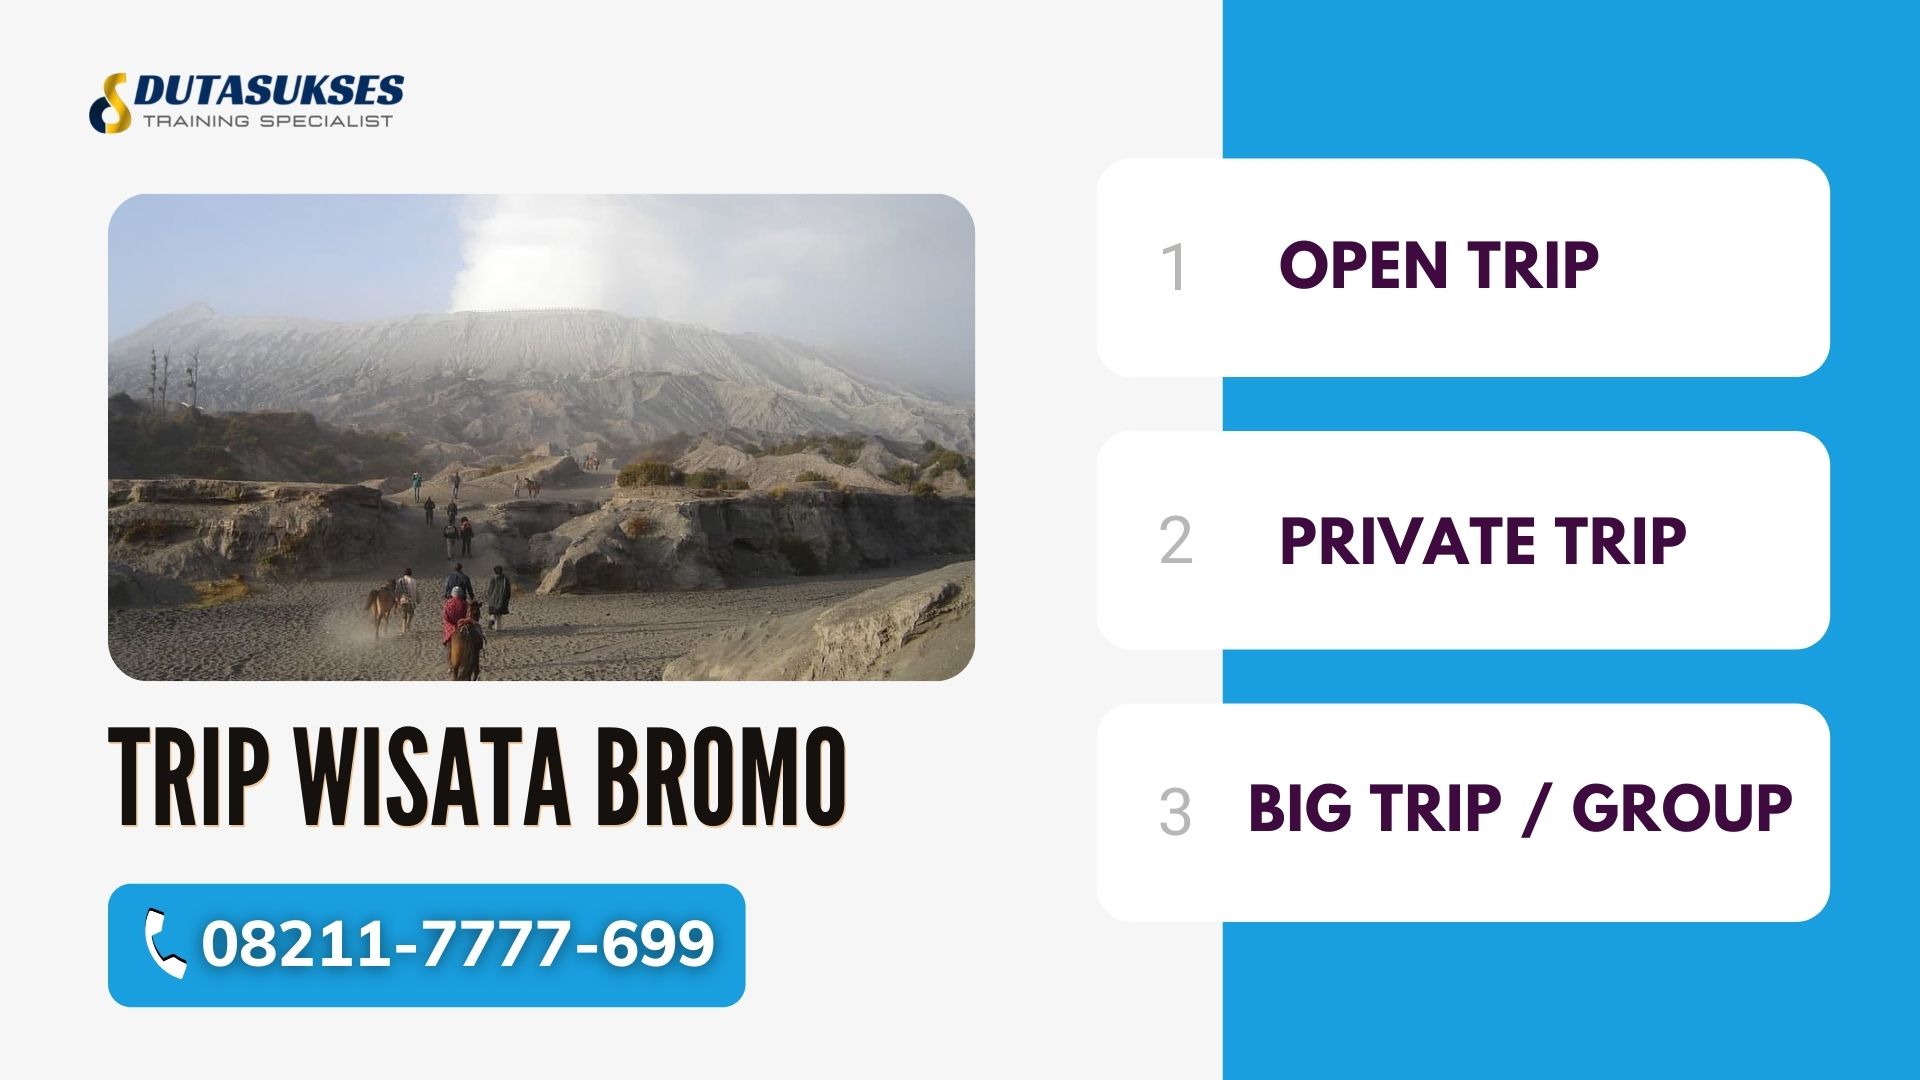 DUTASUKSES
TRAINING SPECIALIST
TRIP WISATA BROMO
08211-7777-699
1 OPEN TRIP
2 PRIVATE TRIP
3 BIG TRIP / GROUP